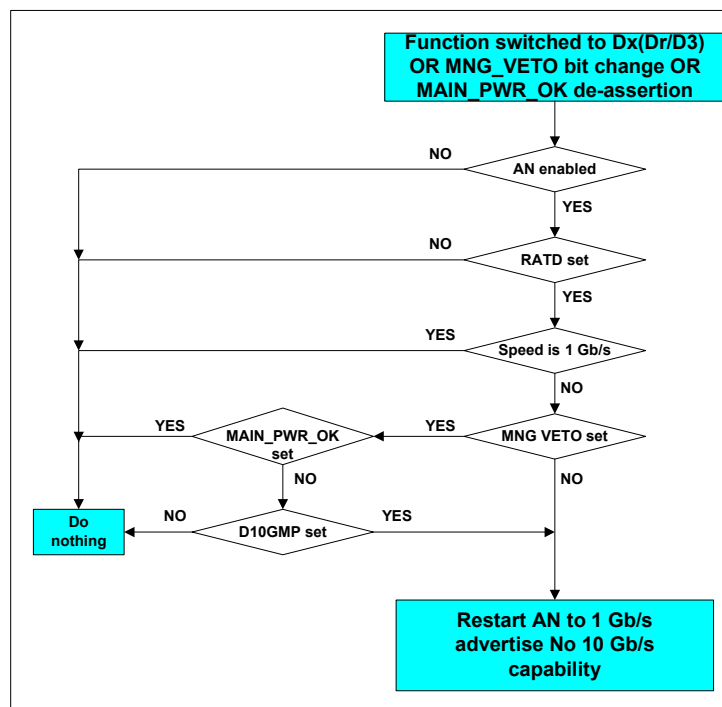 Function switched to Dx(Dr/D3)
OR MNG_VETO bit change OR
MAIN_PWR_OK de-assertion
NO
AN enabled
YES
NO
RATD set
YES
YES
Speed is 1 Gb/s
NO
YES
MAIN_PWR_OK
set
YES
MNG VETO set
NO
NO
Do
nothing
NO
D10GMP set
YES
Restart AN to 1 Gb/s
advertise No 10 Gb/s
capability